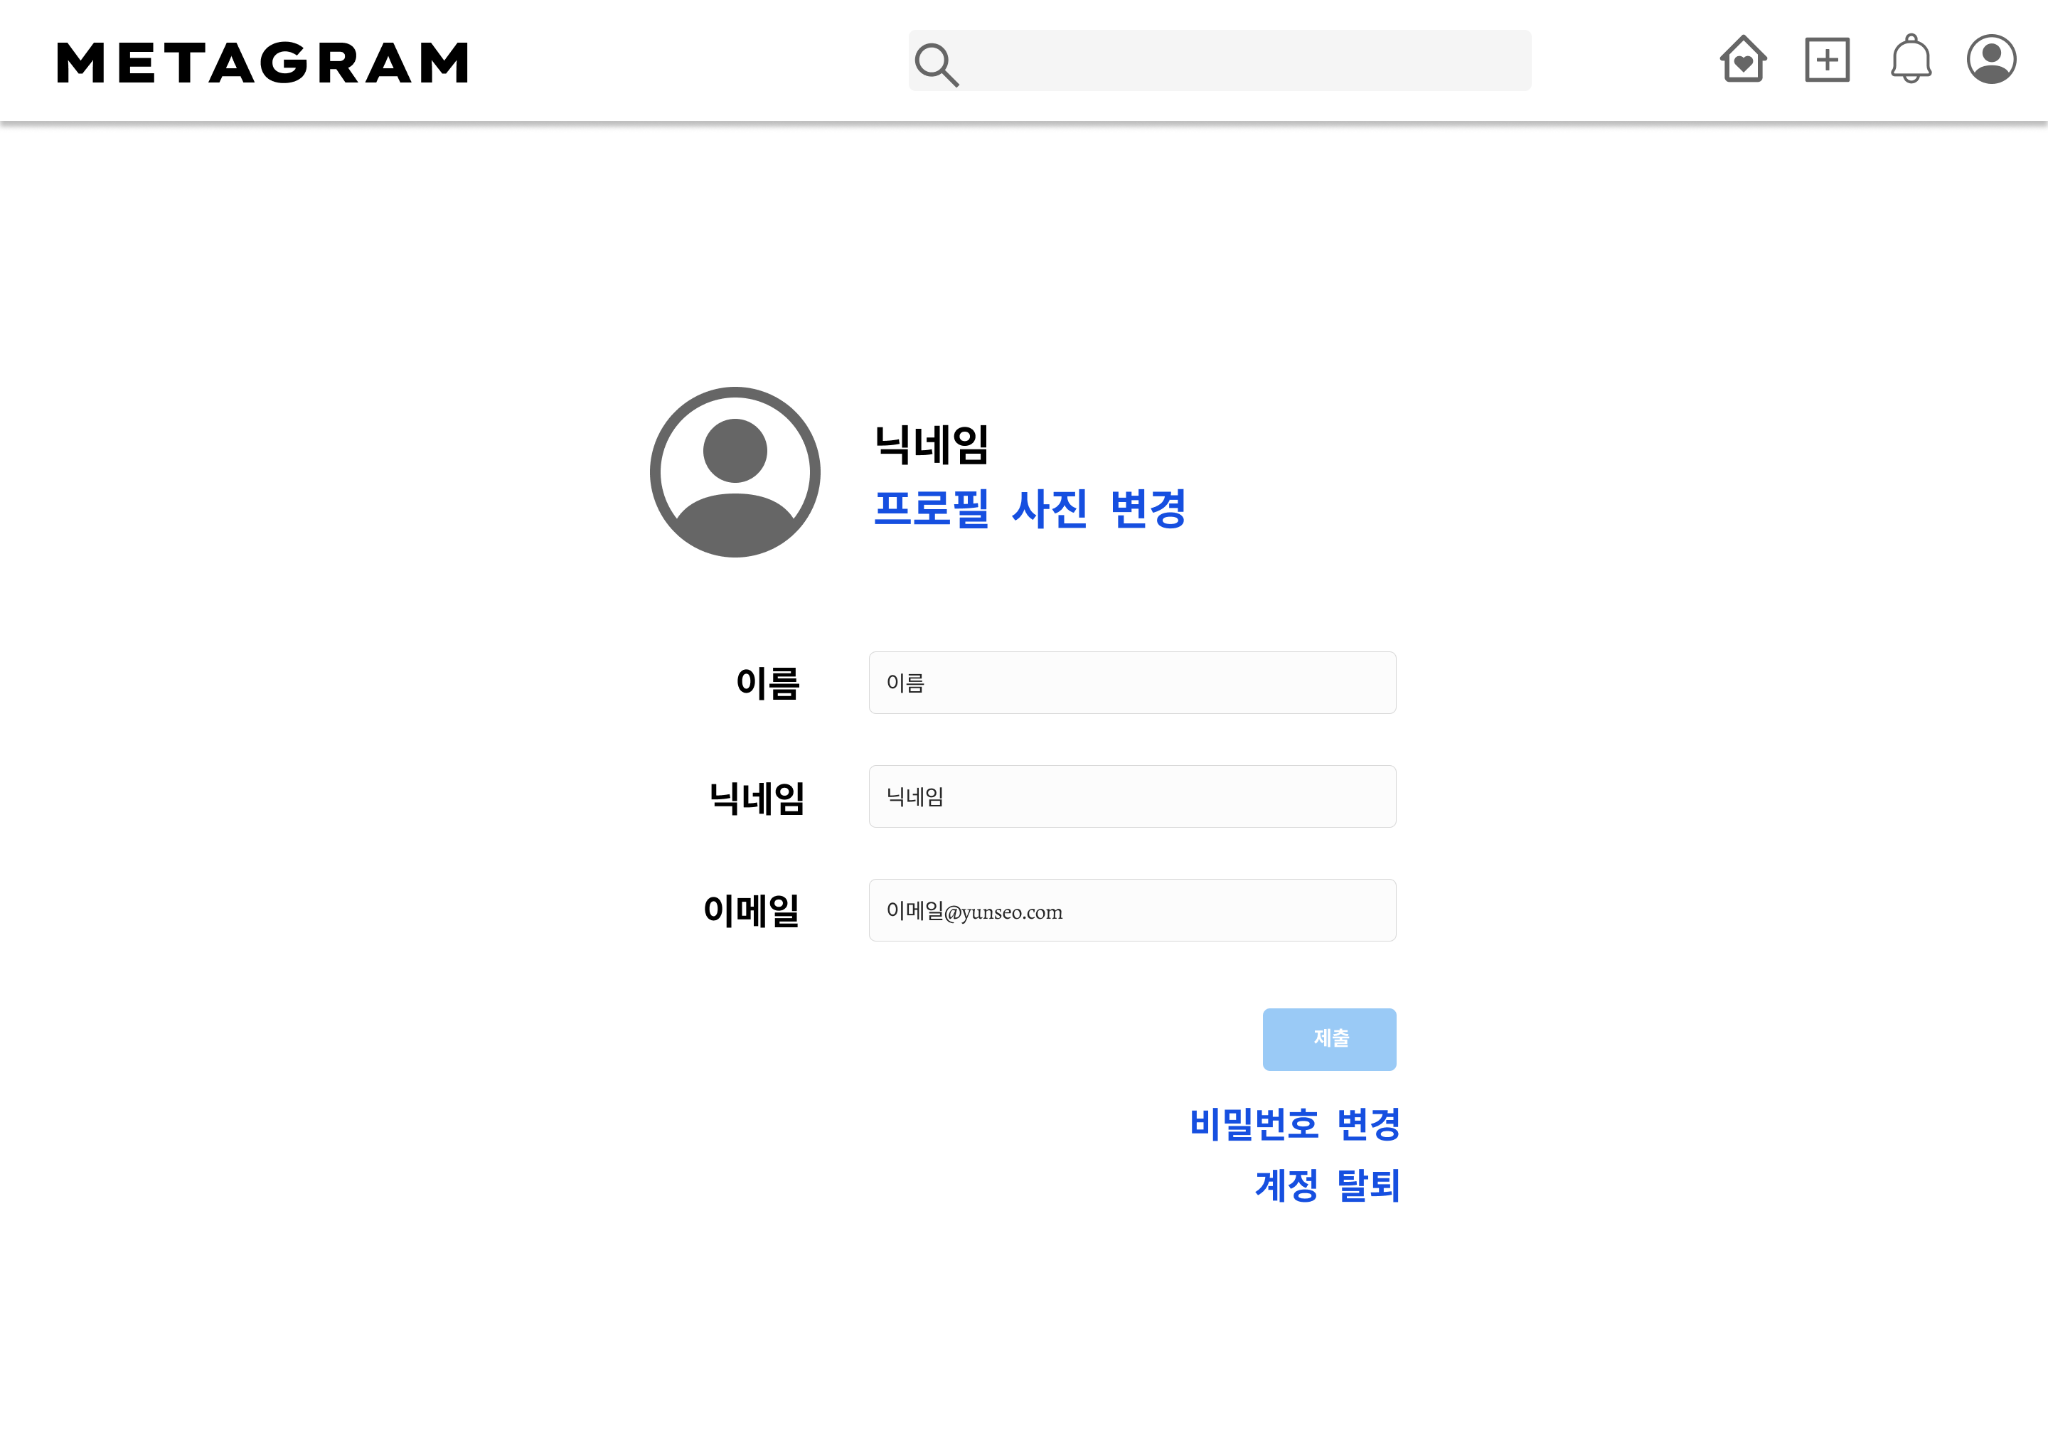 METAGRAM
닉네임
프로필 사진 변경
이름
이름
닉네임
닉네임
이메일
이메일@yunseo.com
제출
비밀번호 변경
계정 탈퇴